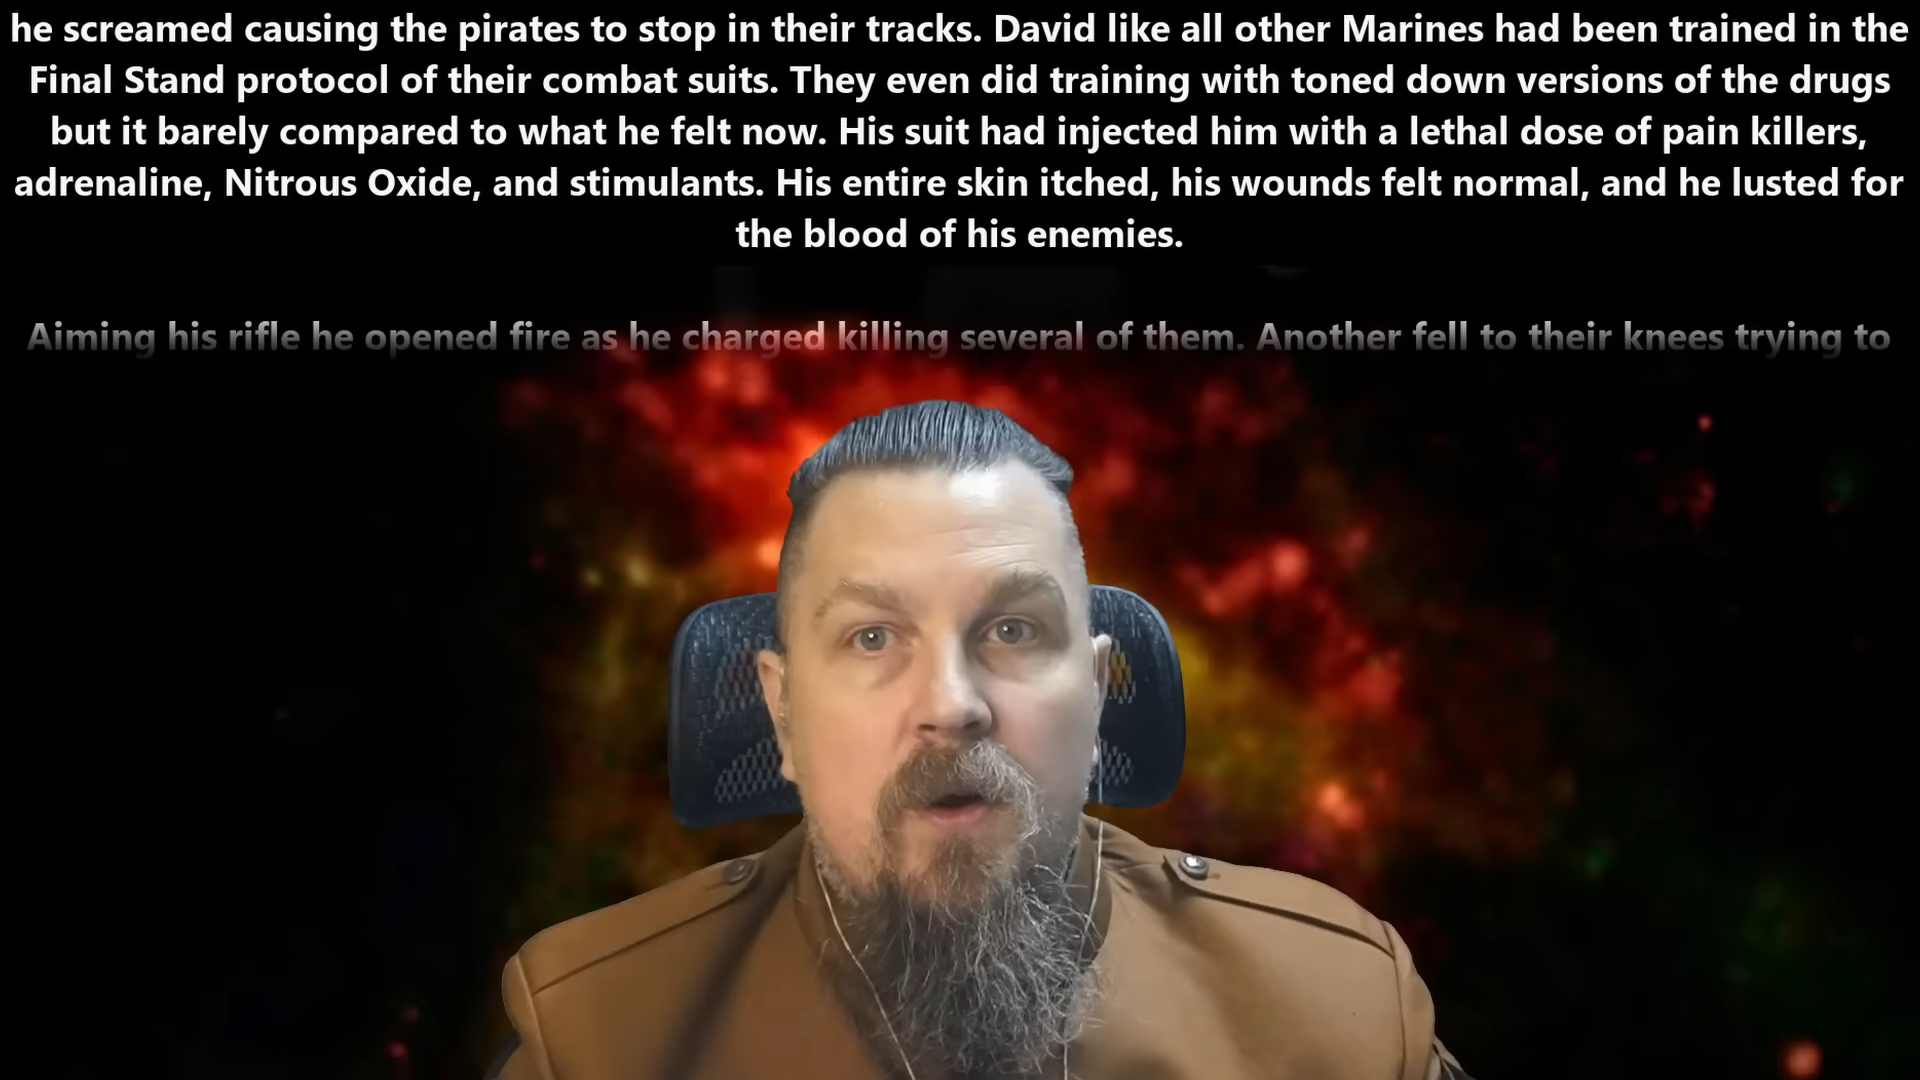 he screamed causing the pirates to stop in their tracks. David like all other Marines had been trained in the
Final Stand protocol of their combat suits. They even did training with toned down versions of the drugs
but it barely compared to what he felt now. His suit had injected him with a lethal dose of pain killers,
adrenaline, Nitrous Oxide, and stimulants. His entire skin itched, his wounds felt normal, and he lusted for
the blood of his enemies.
Aiming his rifle he opened fire as he charged killing several of them. Another fell to their knees trying to